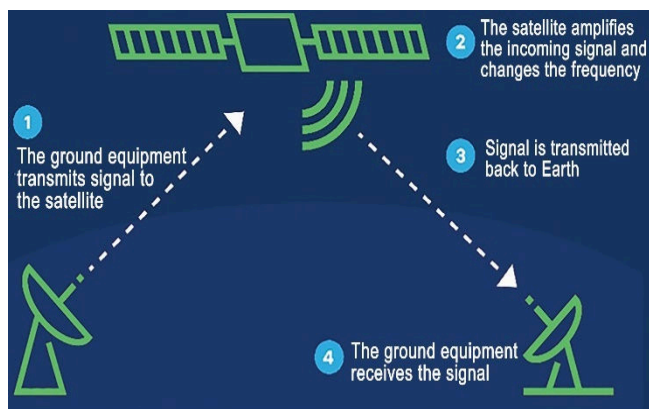 1
The ground equipment
transmits signal to
the satellite
2
The satellite amplifies
the incoming signal and
changes the frequency
3
Signal is transmitted
back to Earth
4
The ground equipment
receives the signal